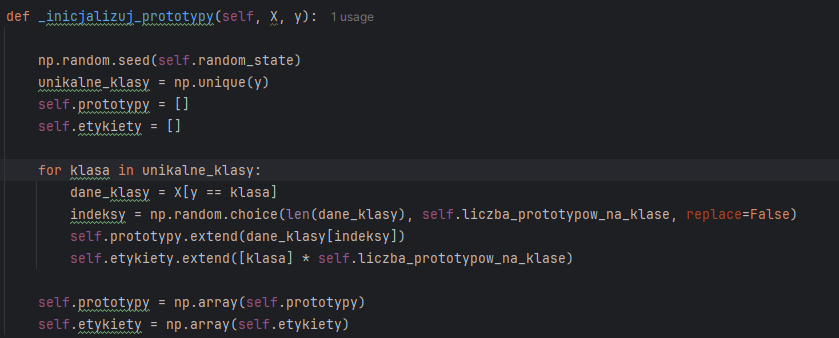 def _inicjalizuj_prototypy(self, X, y): 1 usage
np.random.seed(self.random_state)
unikalne_klasy = np.unique(y)
self.prototypy = []
self.etykiety = []
for klasa in unikalne_klasy:
dane_klasy = X[y == klasa]
indeksy = np.random.choice(len(dane_klasy), self.liczba_prototypow_na_klase, replace=False)
self.prototypy.extend(dane_klasy[indeksy])
self.etykiety.extend([klasa] * self.liczba_prototypow_na_klase)
self.prototypy = np.array(self.prototypy)
self.etykiety = np.array(self.etykiety)